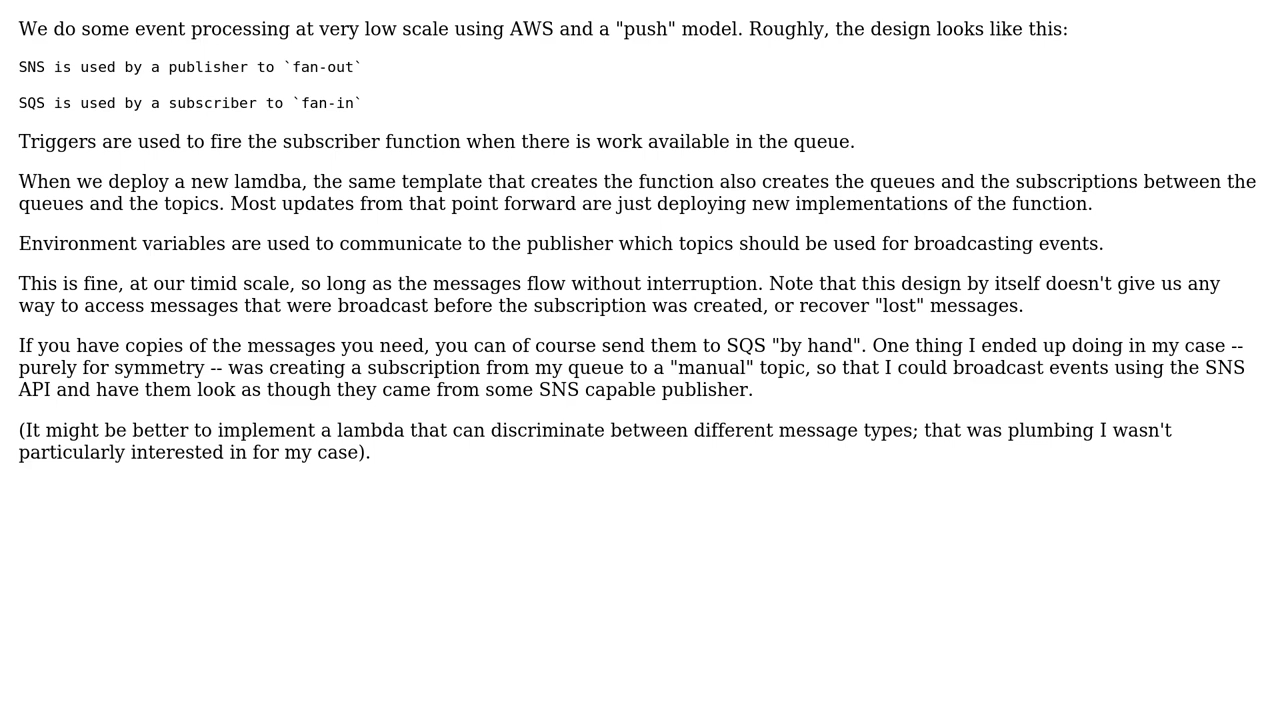 We do some event processing at very low scale using AWS and a "push" model. Roughly, the design looks like this:
SNS is used by a publisher to `fan-out`
SQS is used by a subscriber to `fan-in`
Triggers are used to fire the subscriber function when there is work available in the queue.
When we deploy a new lamdba, the same template that creates the function also creates the queues and the subscriptions between the
queues and the topics. Most updates from that point forward are just deploying new implementations of the function.
Environment variables are used to communicate to the publisher which topics should be used for broadcasting events.
This is fine, at our timid scale, so long as the messages flow without interruption. Note that this design by itself doesn't give us any
way to access messages that were broadcast before the subscription was created, or recover "lost" messages.
If you have copies of the messages you need, you can of course send them to SQS "by hand". One thing I ended up doing in my case --
purely for symmetry -- was creating a subscription from my queue to a "manual" topic, so that I could broadcast events using the SNS
API and have them look as though they came from some SNS capable publisher.
(It might be better to implement a lambda that can discriminate between different message types; that was plumbing I wasn't
particularly interested in for my case).